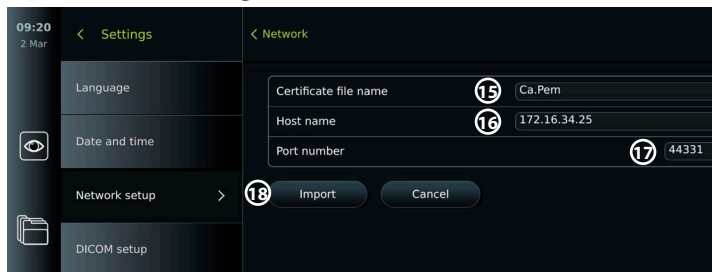 09:20
2 Mar
Settings
Network
Language
Date and time
Network setup
DICOM setup
Certificate file name 15 Ca.Pem
Host name 16 172.16.34.25
Port number 17 44331
18 Import Cancel